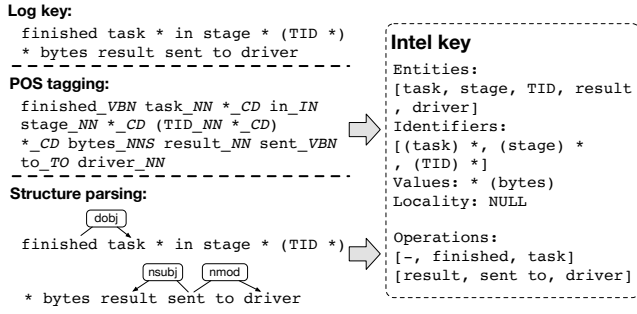 Log key:
finished task * in stage * (TID *)
* bytes result sent to driver
POS tagging:
finished_VBN task_NN *_CD in_IN
stage_NN *_CD (TID_NN *_CD)
*_CD bytes_NNS result_NN sent_VBN
to_TO driver_NN
Structure parsing:
dobj
finished task * in stage * (TID *)
nsubj nmod
* bytes result sent to driver
Intel key
Entities:
[task, stage, TID, result
, driver]
Identifiers:
[(task) *, (stage) *
, (TID) *]
Values: * (bytes)
Locality: NULL
Operations:
[-, finished, task]
[result, sent to, driver]